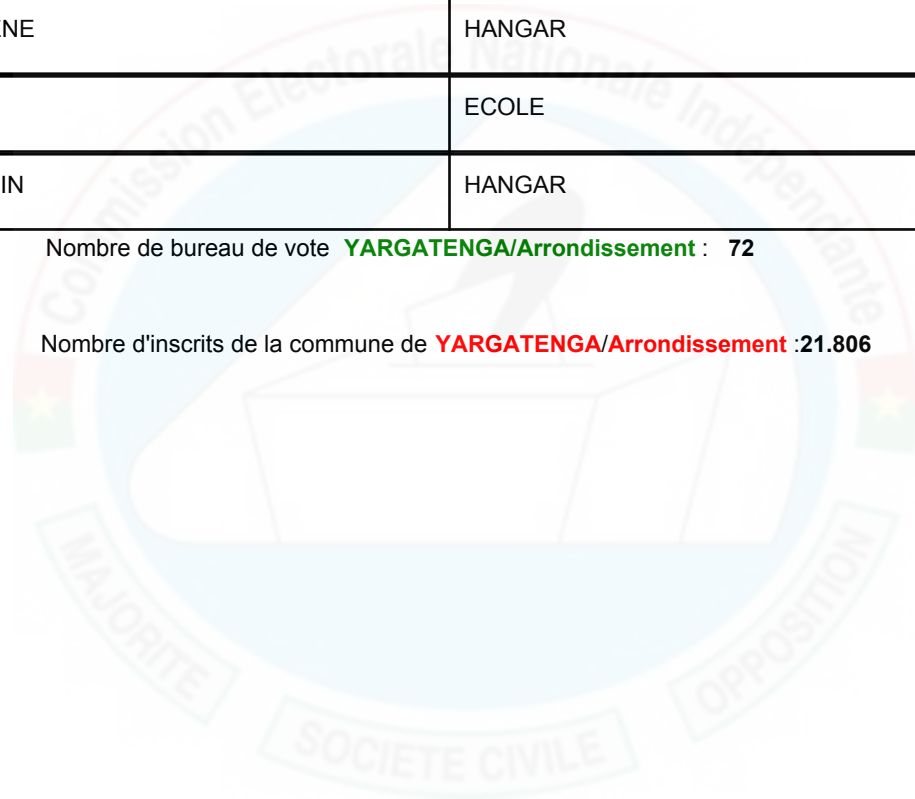 ENE HANGAR
ECOLE
IN HANGAR
Nombre de bureau de vote YARGATENGA/Arrondissement : 72
Nombre d'inscrits de la commune de YARGATENGA/Arrondissement :21.806
Commission Electorale Nationale Indépendante
MAJORITE
SOCIETE CIVILE
OPPOSITION